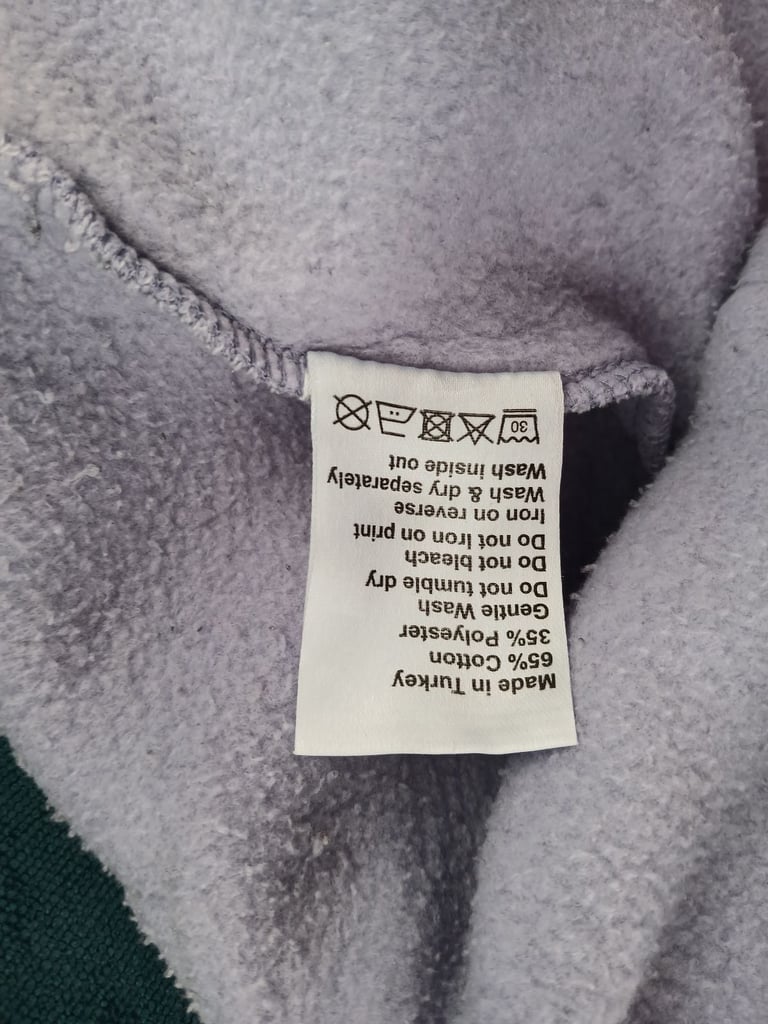 Made in Turkey
65% Cotton
35% Polyester
Gentle Wash
Do not tumble dry
Do not bleach
Do not Iron on print
Iron on reverse
Wash & dry separately
Wash inside out
30